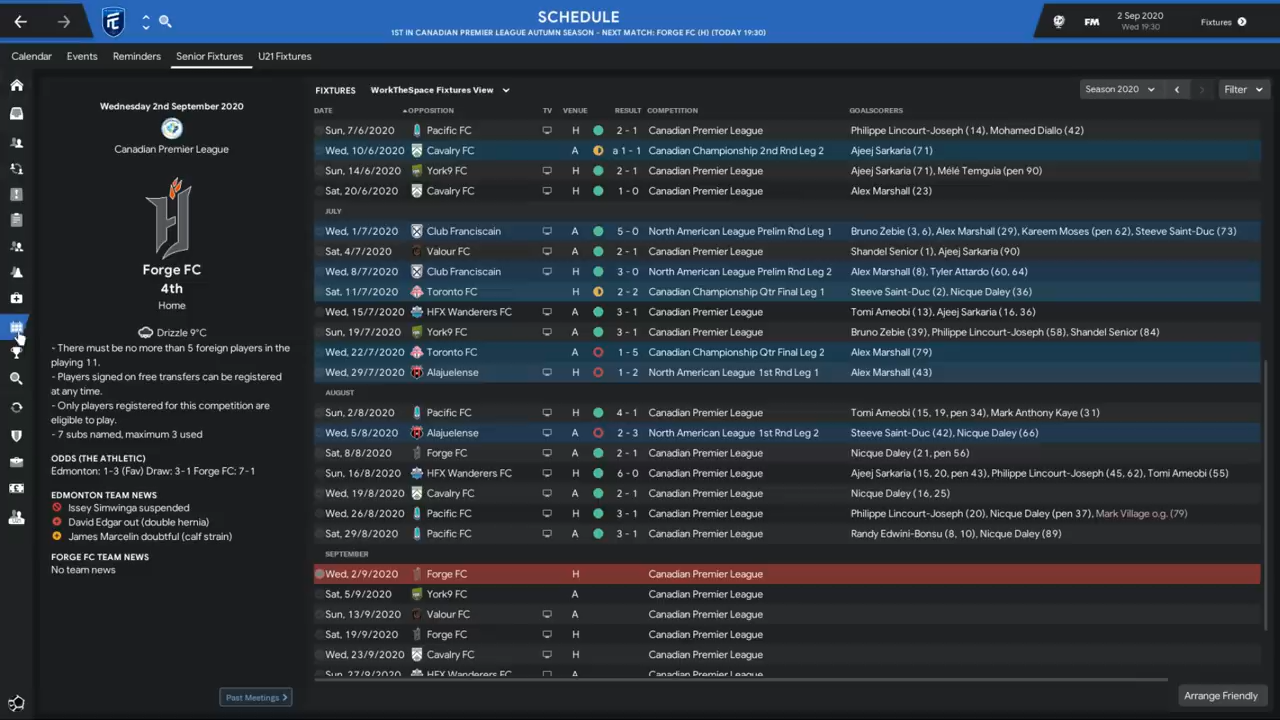 SCHEDULE
1ST IN CANADIAN PREMIER LEAGUE AUTUMN SEASON - NEXT MATCH: FORGE FC (H) (TODAY 19:30)
FM
2 Sep 2020
Wed 19:30
Fixtures
Calendar Events Reminders Senior Fixtures U21 Fixtures
Wednesday 2nd September 2020
Canadian Premier League
Forge FC
4th
Home
Drizzle 9°C
- There must be no more than 5 foreign players in the
playing 11.
- Players signed on free transfers can be registered
at any time.
- Only players registered for this competition are
eligible to play.
- 7 subs named, maximum 3 used
ODDS (THE ATHLETIC)
Edmonton: 1-3 (Fav) Draw: 3-1 Forge FC: 7-1
EDMONTON TEAM NEWS
Issey Simwinga suspended
David Edgar out (double hernia)
James Marcelin doubtful (calf strain)
FORGE FC TEAM NEWS
No team news
Past Meetings
FIXTURES WorkTheSpace Fixtures View Season 2020 Filter
DATE OPPOSITION TV VENUE RESULT COMPETITION GOALSCORERS
Sun, 7/6/2020 Pacific FC H 2 - 1 Canadian Premier League Philippe Lincourt-Joseph (14), Mohamed Diallo (42)
Wed, 10/6/2020 Cavalry FC A a 1 - 1 Canadian Championship 2nd Rnd Leg 2 Ajeej Sarkaria (71)
Sun, 14/6/2020 York9 FC H 2 - 1 Canadian Premier League Ajeej Sarkaria (71), Mélé Temguia (pen 90)
Sat, 20/6/2020 Cavalry FC H 1 - 0 Canadian Premier League Alex Marshall (23)
JULY
Wed, 1/7/2020 Club Franciscain A 5 - 0 North American League Prelim Rnd Leg 1 Bruno Zebie (3, 6), Alex Marshall (29), Kareem Moses (pen 62), Steeve Saint-Duc (73)
Sat, 4/7/2020 Valour FC A 2 - 1 Canadian Premier League Shandel Senior (1), Ajeej Sarkaria (90)
Wed, 8/7/2020 Club Franciscain H 3 - 0 North American League Prelim Rnd Leg 2 Alex Marshall (8), Tyler Attardo (60, 64)
Sat, 11/7/2020 Toronto FC H 2 - 2 Canadian Championship Qtr Final Leg 1 Steeve Saint-Duc (2), Nicque Daley (36)
Wed, 15/7/2020 HFX Wanderers FC H 3 - 1 Canadian Premier League Tomi Ameobi (13), Ajeej Sarkaria (16, 36)
Sun, 19/7/2020 York9 FC A 3 - 1 Canadian Premier League Bruno Zebie (39), Philippe Lincourt-Joseph (58), Shandel Senior (84)
Wed, 22/7/2020 Toronto FC A 1 - 5 Canadian Championship Qtr Final Leg 2 Alex Marshall (79)
Wed, 29/7/2020 Alajuelense H 1 - 2 North American League 1st Rnd Leg 1 Alex Marshall (43)
AUGUST
Sun, 2/8/2020 Pacific FC H 4 - 1 Canadian Premier League Tomi Ameobi (15, 19, pen 34), Mark Anthony Kaye (31)
Wed, 5/8/2020 Alajuelense A 2 - 3 North American League 1st Rnd Leg 2 Steeve Saint-Duc (42), Nicque Daley (66)
Sat, 8/8/2020 Forge FC A 2 - 1 Canadian Premier League Nicque Daley (21, pen 56)
Sun, 16/8/2020 HFX Wanderers FC H 6 - 0 Canadian Premier League Ajeej Sarkaria (15, 20, pen 43), Philippe Lincourt-Joseph (45, 62), Tomi Ameobi (55)
Wed, 19/8/2020 Cavalry FC A 2 - 1 Canadian Premier League Nicque Daley (16, 25)
Wed, 26/8/2020 Pacific FC H 3 - 1 Canadian Premier League Philippe Lincourt-Joseph (20), Nicque Daley (pen 37), Mark Village o.g. (79)
Sat, 29/8/2020 Pacific FC A 3 - 1 Canadian Premier League Randy Edwini-Bonsu (8, 10), Nicque Daley (89)
SEPTEMBER
Wed, 2/9/2020 Forge FC H Canadian Premier League
Sat, 5/9/2020 York9 FC A Canadian Premier League
Sun, 13/9/2020 Valour FC A Canadian Premier League
Sat, 19/9/2020 Forge FC H Canadian Premier League
Wed, 23/9/2020 Cavalry FC H Canadian Premier League
Sun, 27/9/2020 HFX Wanderers FC A Canadian Premier League
Arrange Friendly